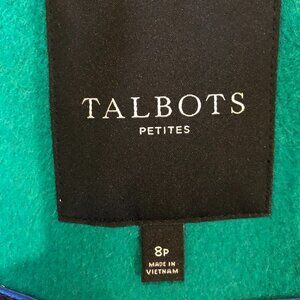 TALBOTS
PETITES
8P
MADE IN
VIETNAM